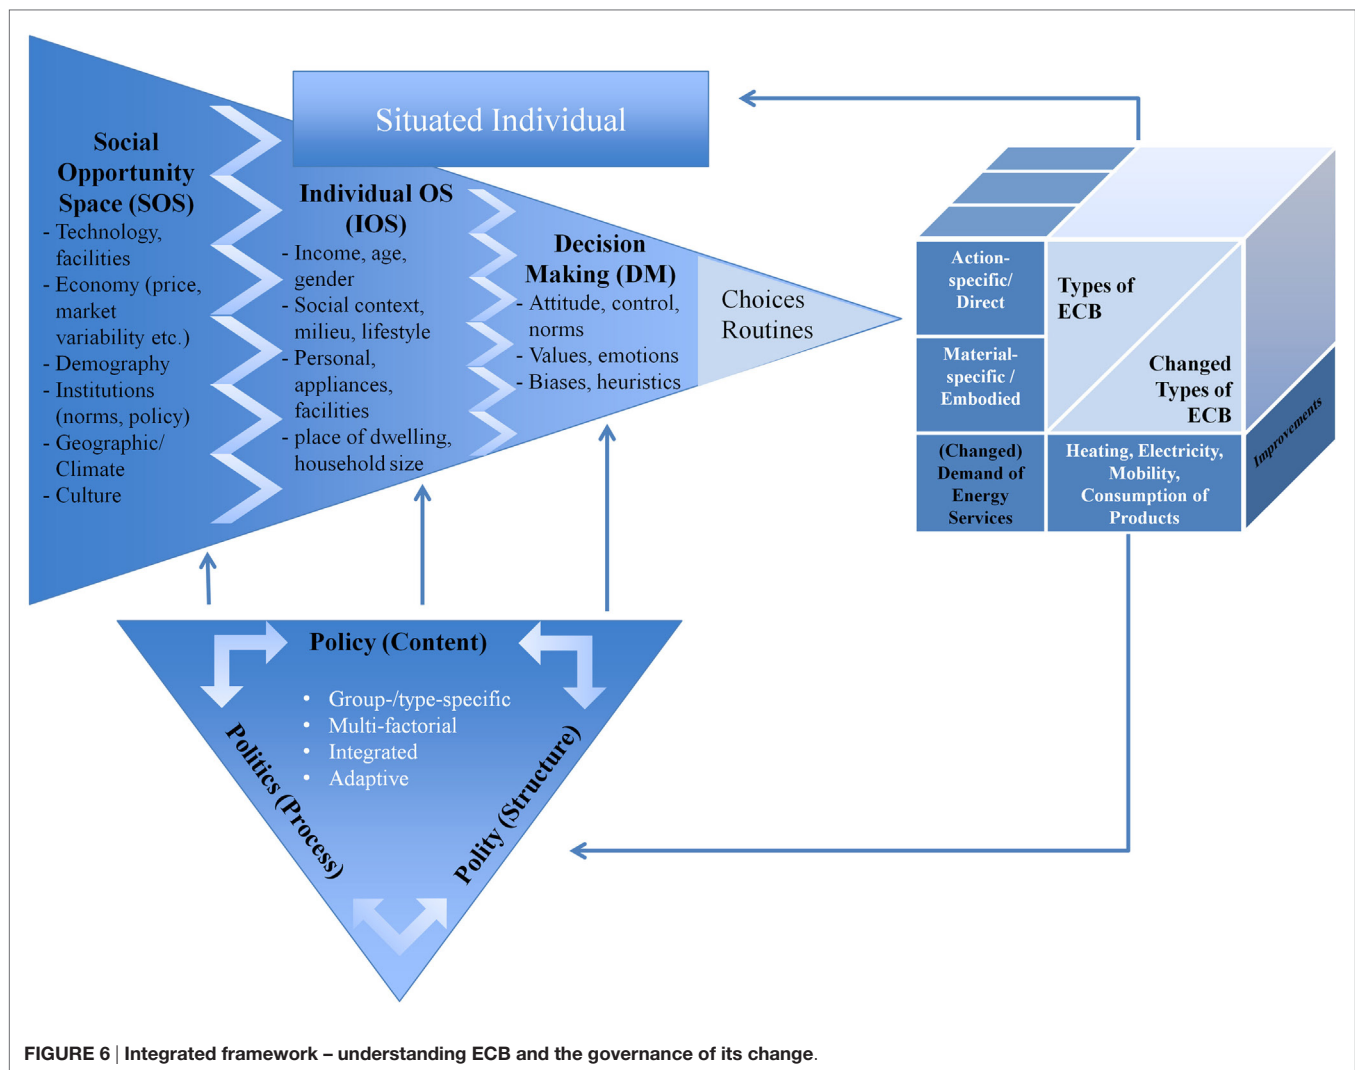 Situated Individual
Social
Opportunity
Space (SOS)
- Technology,
facilities
- Economy (price,
market
variability etc.)
- Demography
- Institutions
(norms, policy)
- Geographic/
Climate
- Culture
Individual OS
(IOS)
- Income, age,
gender
- Social context,
milieu, lifestyle
- Personal,
appliances,
facilities
- place of dwelling,
household size
Decision
Making (DM)
- Attitude, control,
norms
- Values, emotions
- Biases, heuristics
Choices
Routines
Action-
specific/
Direct
Material-
specific /
Embodied
(Changed)
Demand of
Energy
Services
Types of
ECB
Changed
Types of
ECB
Heating, Electricity,
Mobility,
Consumption of
Products
Improvements
Policy (Content)
• Group-/type-specific
• Multi-factorial
• Integrated
• Adaptive
Politics (Process)
Polity (Structure)
FIGURE 6 | Integrated framework – understanding ECB and the governance of its change.